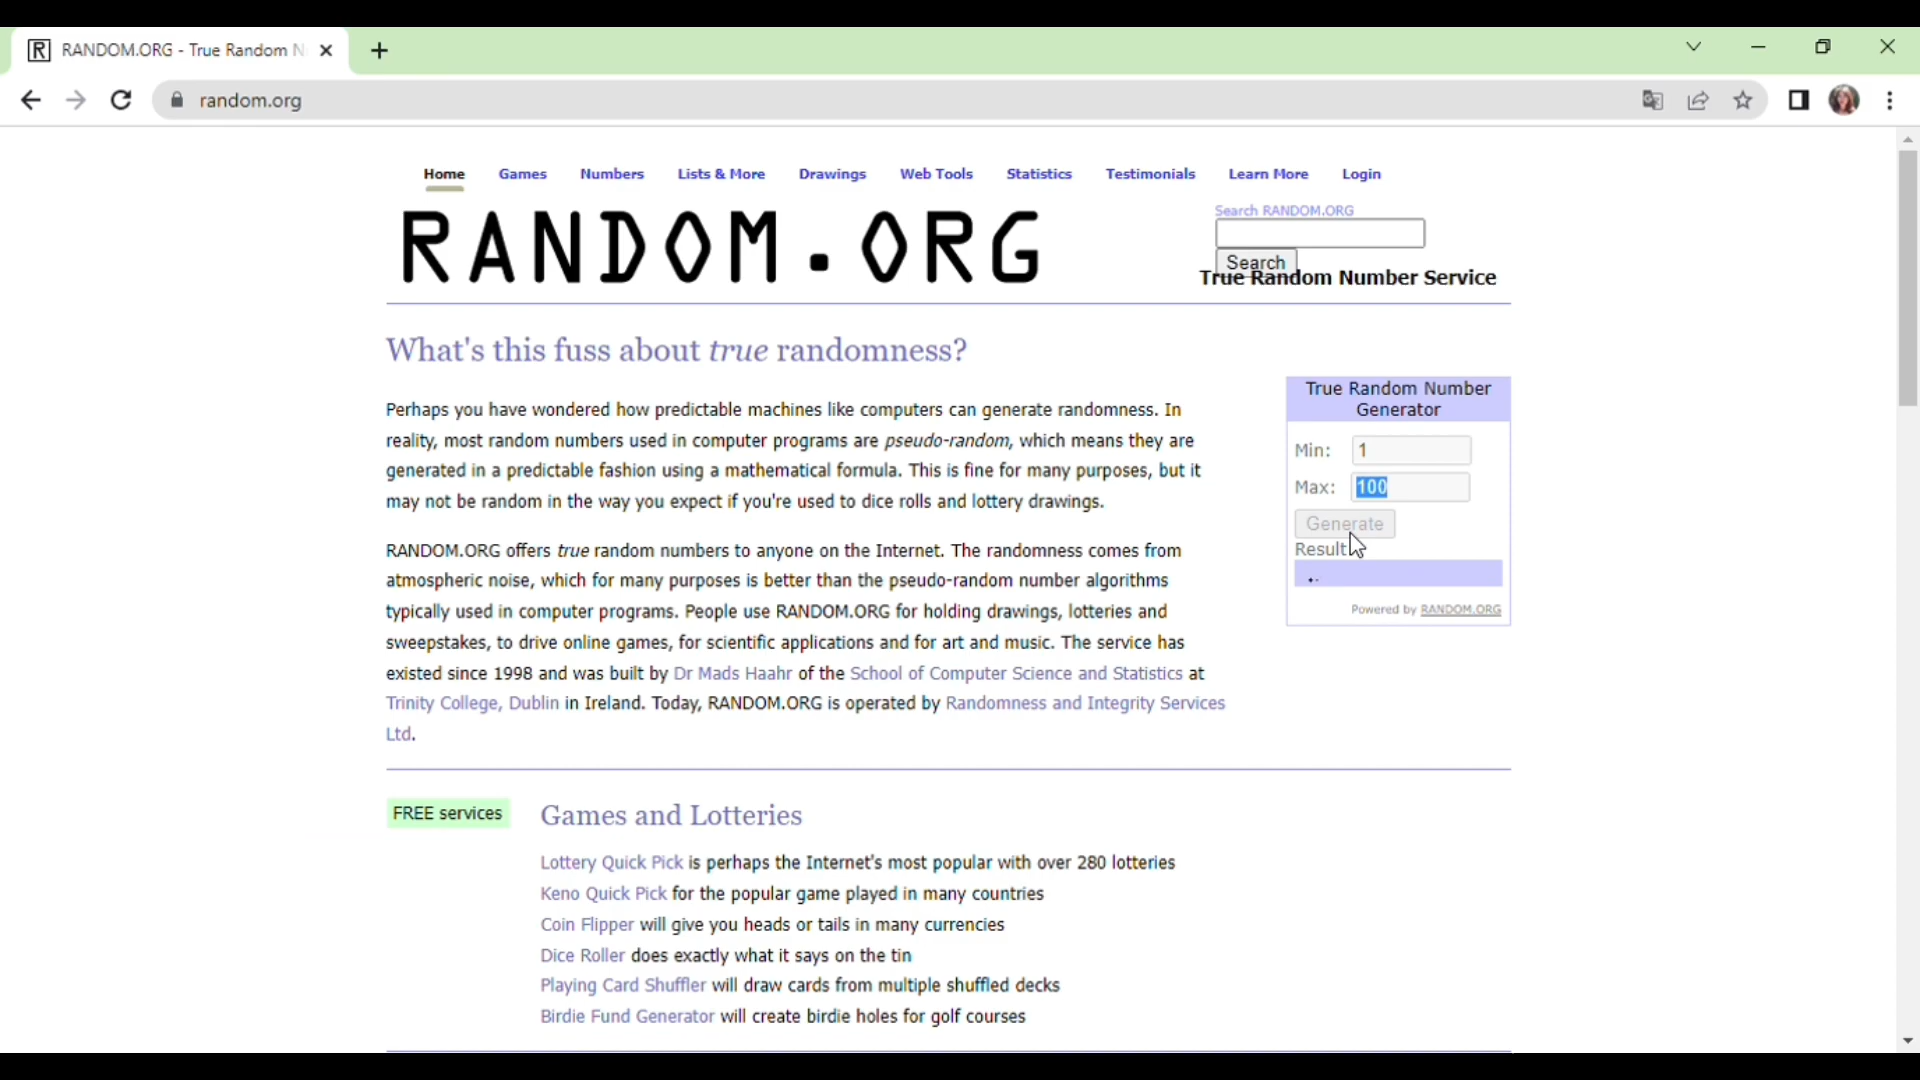 RANDOM.ORG - True Random N
random.org
Home Games Numbers Lists & More Drawings Web Tools Statistics Testimonials Learn More Login
RANDOM.ORG
Search RANDOM.ORG
Search
True Random Number Service
What's this fuss about true randomness?
Perhaps you have wondered how predictable machines like computers can generate randomness. In
reality, most random numbers used in computer programs are pseudo-random, which means they are
generated in a predictable fashion using a mathematical formula. This is fine for many purposes, but it
may not be random in the way you expect if you're used to dice rolls and lottery drawings.
RANDOM.ORG offers true random numbers to anyone on the Internet. The randomness comes from
atmospheric noise, which for many purposes is better than the pseudo-random number algorithms
typically used in computer programs. People use RANDOM.ORG for holding drawings, lotteries and
sweepstakes, to drive online games, for scientific applications and for art and music. The service has
existed since 1998 and was built by Dr Mads Haahr of the School of Computer Science and Statistics at
Trinity College, Dublin in Ireland. Today, RANDOM.ORG is operated by Randomness and Integrity Services
Ltd.
True Random Number
Generator
Min: 1
Max: 100
Generate
Result
Powered by RANDOM.ORG
FREE services
Games and Lotteries
Lottery Quick Pick is perhaps the Internet's most popular with over 280 lotteries
Keno Quick Pick for the popular game played in many countries
Coin Flipper will give you heads or tails in many currencies
Dice Roller does exactly what it says on the tin
Playing Card Shuffler will draw cards from multiple shuffled decks
Birdie Fund Generator will create birdie holes for golf courses